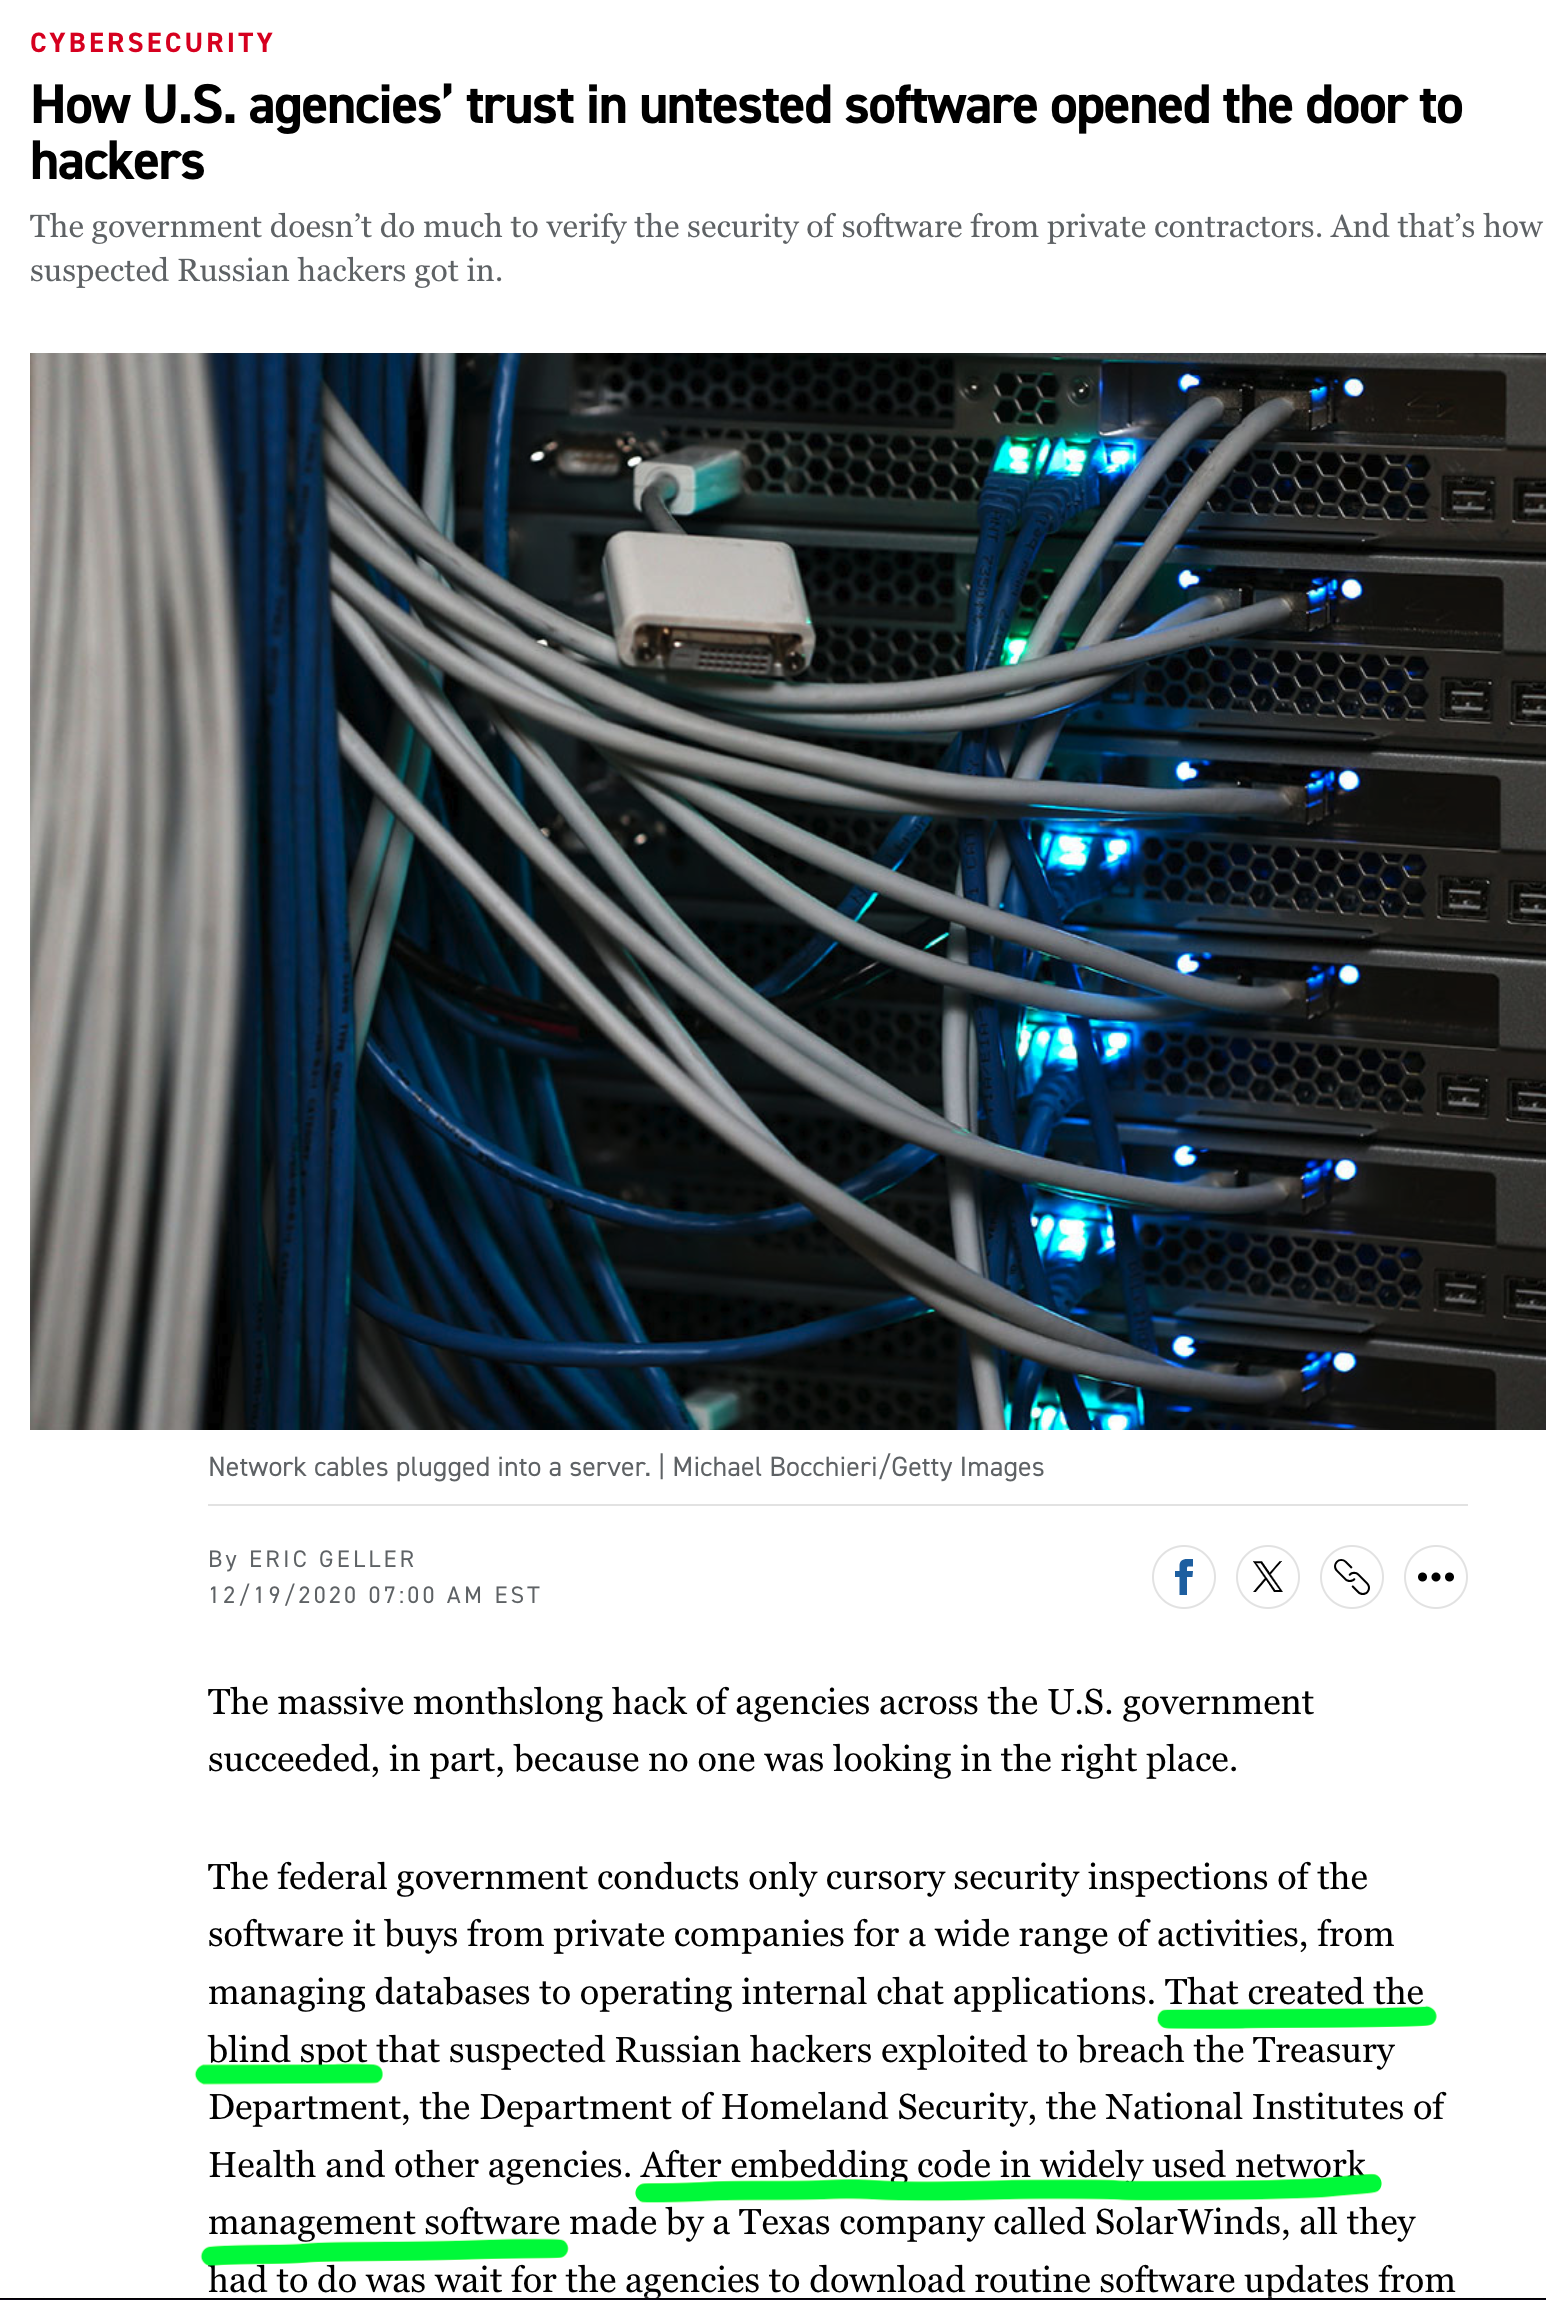 CYBERSECURITY
How U.S. agencies’ trust in untested software opened the door to
hackers
The government doesn’t do much to verify the security of software from private contractors. And that’s how
suspected Russian hackers got in.
Network cables plugged into a server. | Michael Bocchieri/Getty Images
By ERIC GELLER
12/19/2020 07:00 AM EST
The massive monthslong hack of agencies across the U.S. government
succeeded, in part, because no one was looking in the right place.
The federal government conducts only cursory security inspections of the
software it buys from private companies for a wide range of activities, from
managing databases to operating internal chat applications. That created the
blind spot that suspected Russian hackers exploited to breach the Treasury
Department, the Department of Homeland Security, the National Institutes of
Health and other agencies. After embedding code in widely used network
management software made by a Texas company called SolarWinds, all they
had to do was wait for the agencies to download routine software updates from